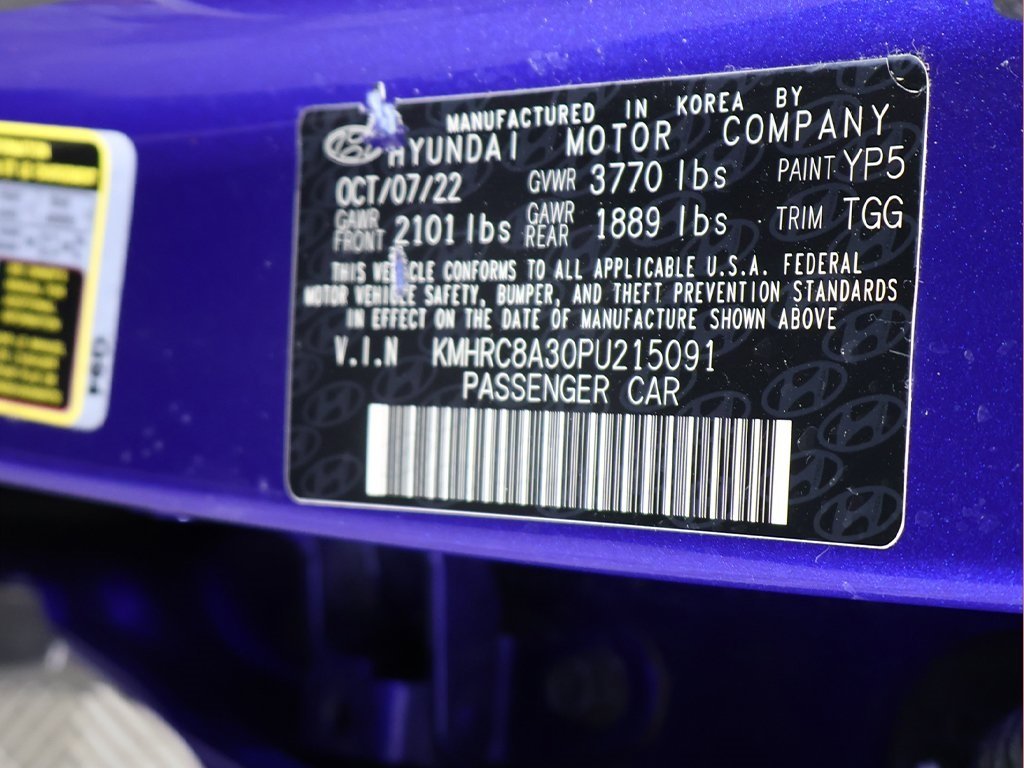 MANUFACTURED IN KOREA BY
HYUNDAI MOTOR COMPANY
OCT/07/22 GVWR 3770 lbs PAINT YP5
GAWR FRONT 2101 lbs GAWR REAR 1889 lbs TRIM TGG
THIS VEHICLE CONFORMS TO ALL APPLICABLE U.S.A. FEDERAL
MOTOR VEHICLE SAFETY, BUMPER, AND THEFT PREVENTION STANDARDS
IN EFFECT ON THE DATE OF MANUFACTURE SHOWN ABOVE
V.I.N KMHRC8A30PU215091
PASSENGER CAR